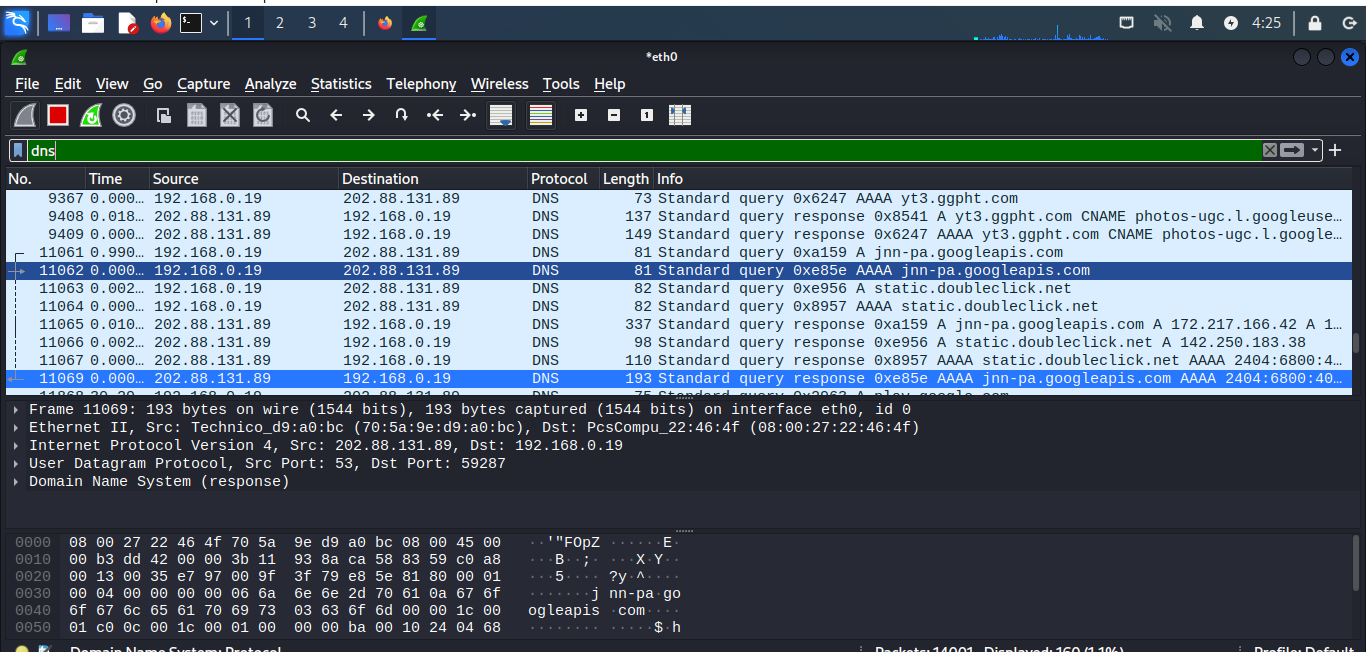 1 2 3 4 4:25
*eth0
File Edit View Go Capture Analyze Statistics Telephony Wireless Tools Help
dns
No. Time Source Destination Protocol Length Info
9367 0.000… 192.168.0.19 202.88.131.89 DNS 73 Standard query 0x6247 AAAA yt3.ggpht.com
9408 0.018… 202.88.131.89 192.168.0.19 DNS 137 Standard query response 0x8541 A yt3.ggpht.com CNAME photos-ugc.l.googleuse…
9409 0.000… 202.88.131.89 192.168.0.19 DNS 149 Standard query response 0x6247 AAAA yt3.ggpht.com CNAME photos-ugc.l.google…
11061 0.990… 192.168.0.19 202.88.131.89 DNS 81 Standard query 0xa159 A jnn-pa.googleapis.com
11062 0.000… 192.168.0.19 202.88.131.89 DNS 81 Standard query 0xe85e AAAA jnn-pa.googleapis.com
11063 0.002… 192.168.0.19 202.88.131.89 DNS 82 Standard query 0xe956 A static.doubleclick.net
11064 0.000… 192.168.0.19 202.88.131.89 DNS 82 Standard query 0x8957 AAAA static.doubleclick.net
11065 0.010… 202.88.131.89 192.168.0.19 DNS 337 Standard query response 0xa159 A jnn-pa.googleapis.com A 172.217.166.42 A 1…
11066 0.002… 202.88.131.89 192.168.0.19 DNS 98 Standard query response 0xe956 A static.doubleclick.net A 142.250.183.38
11067 0.000… 202.88.131.89 192.168.0.19 DNS 110 Standard query response 0x8957 AAAA static.doubleclick.net AAAA 2404:6800:4…
11069 0.000… 202.88.131.89 192.168.0.19 DNS 193 Standard query response 0xe85e AAAA jnn-pa.googleapis.com AAAA 2404:6800:40…
Frame 11069: 193 bytes on wire (1544 bits), 193 bytes captured (1544 bits) on interface eth0, id 0
Ethernet II, Src: Technico_d9:a0:bc (70:5a:9e:d9:a0:bc), Dst: PcsCompu_22:46:4f (08:00:27:22:46:4f)
Internet Protocol Version 4, Src: 202.88.131.89, Dst: 192.168.0.19
User Datagram Protocol, Src Port: 53, Dst Port: 59287
Domain Name System (response)
0000 08 00 27 22 46 4f 70 5a 9e d9 a0 bc 08 00 45 00 ··'"FOpZ ······E·
0010 00 b3 dd 42 00 00 3b 11 93 8a ca 58 83 59 c0 a8 ···B··;· ···X·Y··
0020 00 13 00 35 e7 97 00 9f 3f 79 e8 5e 81 80 00 01 ···5···· ?y·^····
0030 00 04 00 00 00 00 06 6a 6e 6e 2d 70 61 0a 67 6f ·······j nn-pa·go
0040 6f 67 6c 65 61 70 69 73 03 63 6f 6d 00 00 1c 00 ogleapis ·com····
0050 01 c0 0c 00 1c 00 01 00 00 00 ba 00 10 24 04 68 ········ ·····$·h
Domain Name System: Protocol Packets: 14001 · Displayed: 160 (1.1%) Profile: Default